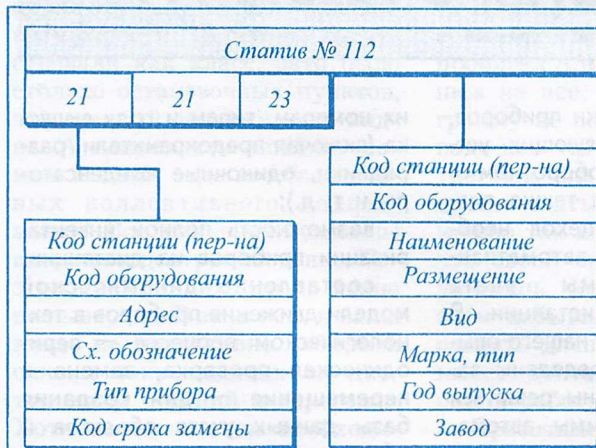 Статив № 112
21 21 23
Код станции (пер-на)
Код оборудования
Наименование
Размещение
Вид
Марка, тип
Год выпуска
Завод
Код станции (пер-на)
Код оборудования
Адрес
Сх. обозначение
Тип прибора
Код срока замены